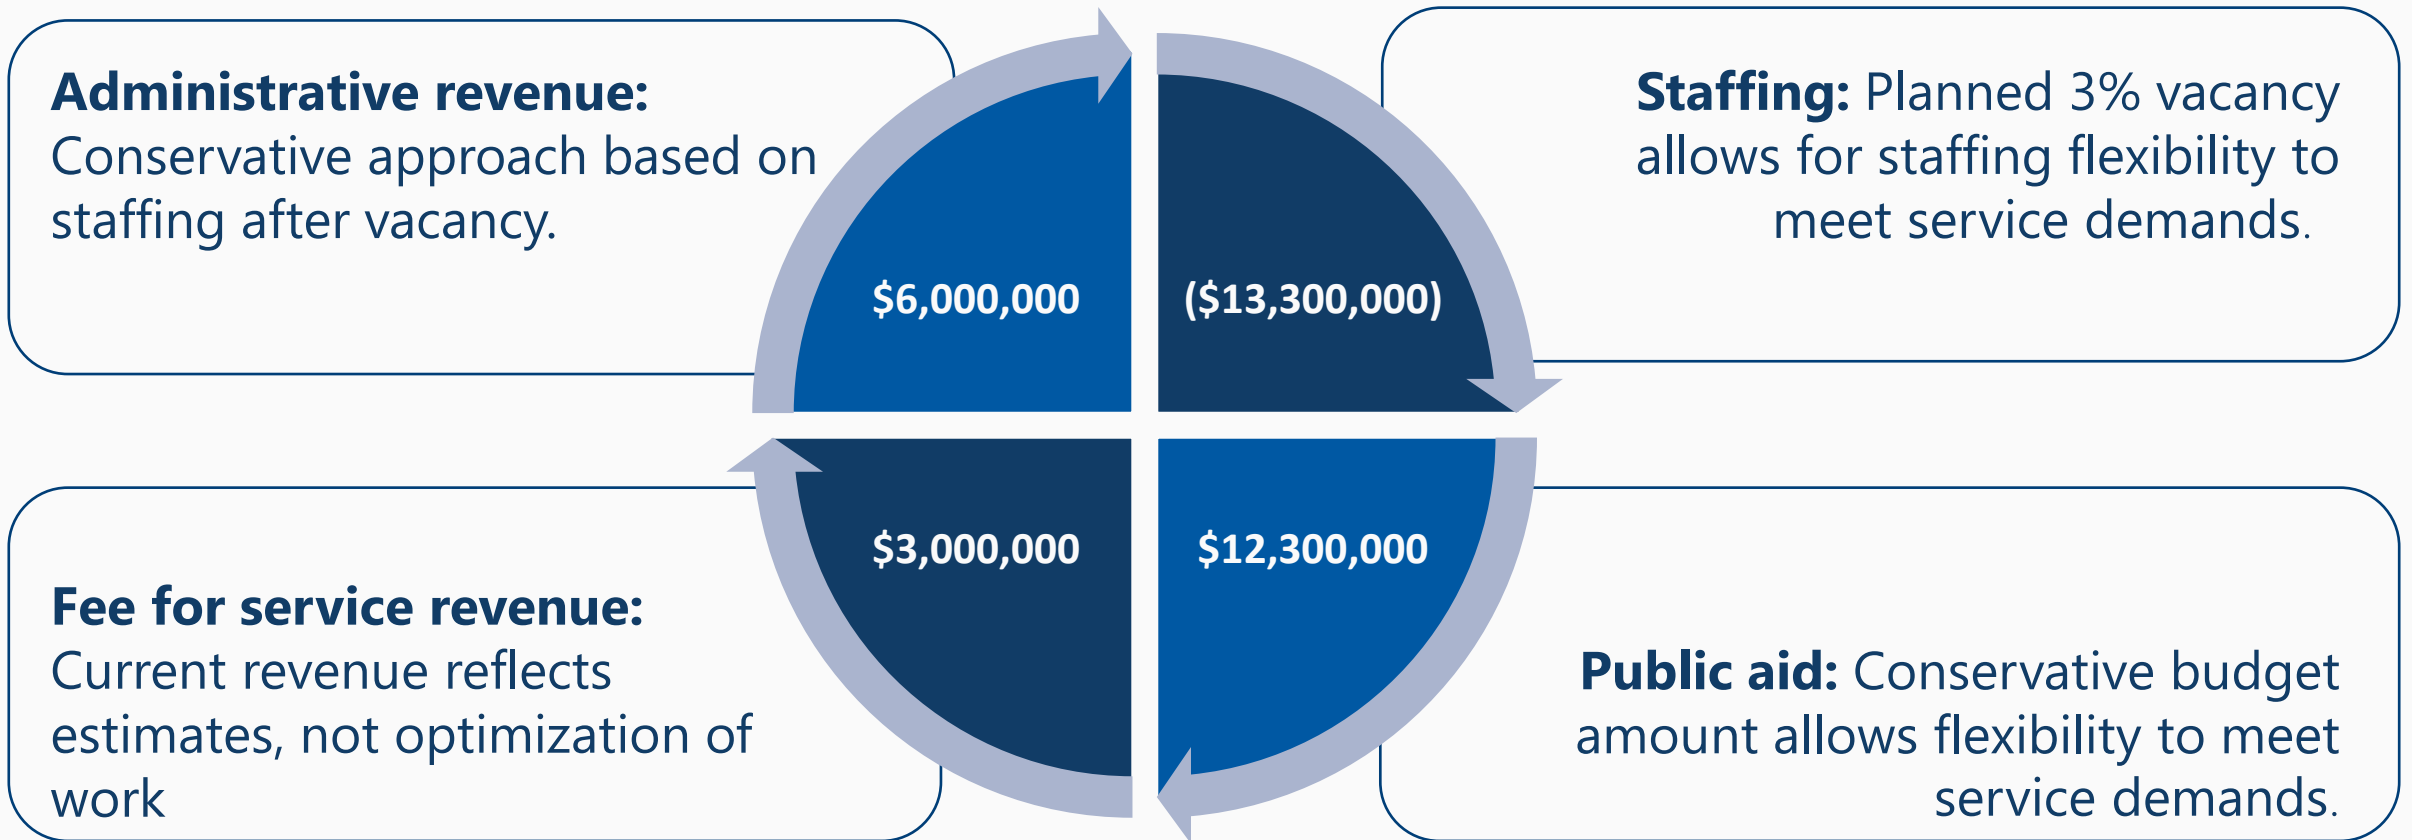 Administrative revenue:
Conservative approach based on
staffing after vacancy.
$6,000,000
Staffing: Planned 3% vacancy
allows for staffing flexibility to
meet service demands.
($13,300,000)
Fee for service revenue:
Current revenue reflects
estimates, not optimization of
work
$3,000,000
$12,300,000
Public aid: Conservative budget
amount allows flexibility to meet
service demands.